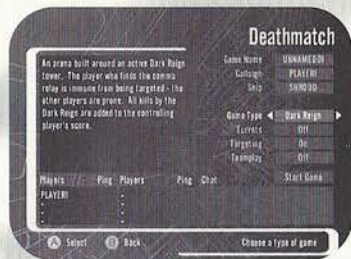 Deathmatch
An arena built around an active Dark Reign
tower. The player who finds the comma
relay is immune from being targeted - the
other players are prone. All kills by the
Dark Reign are added to the controlling
player's score.
Game Name UNNAMED01
Callsign PLAYER1
Ship SHROUD
Game Type Dark Reign
Turrets Off
Targeting On
Teamplay Off
Start Game
Players Ping Players Ping Chat
PLAYER1
A Select B Back Choose a type of game